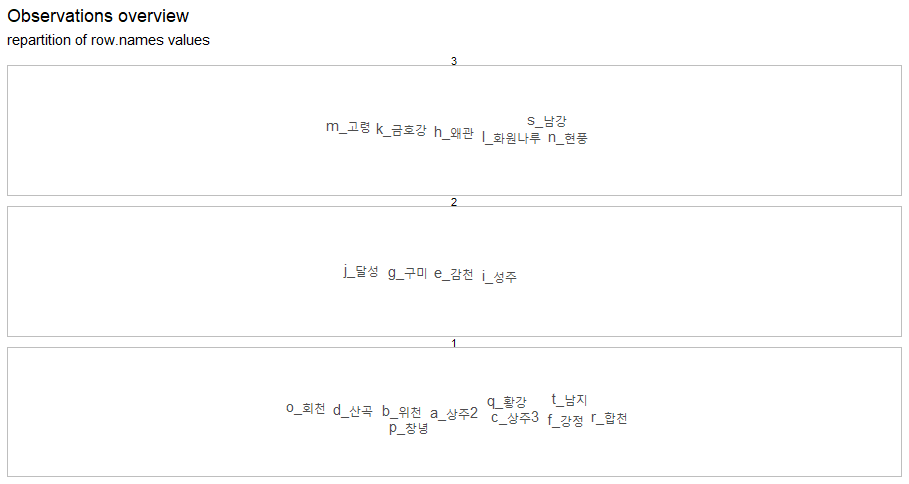 Observations overview
repartition of row.names values
3
s_남강
m_고령 k_금호강 h_왜관 l_화원나루 n_현풍
2
j_달성 g_구미 e_감천 i_성주
1
q_황강 t_남지
o_회천 d_산곡 b_위천 a_상주2 c_상주3 f_강정 r_합천
p_창녕